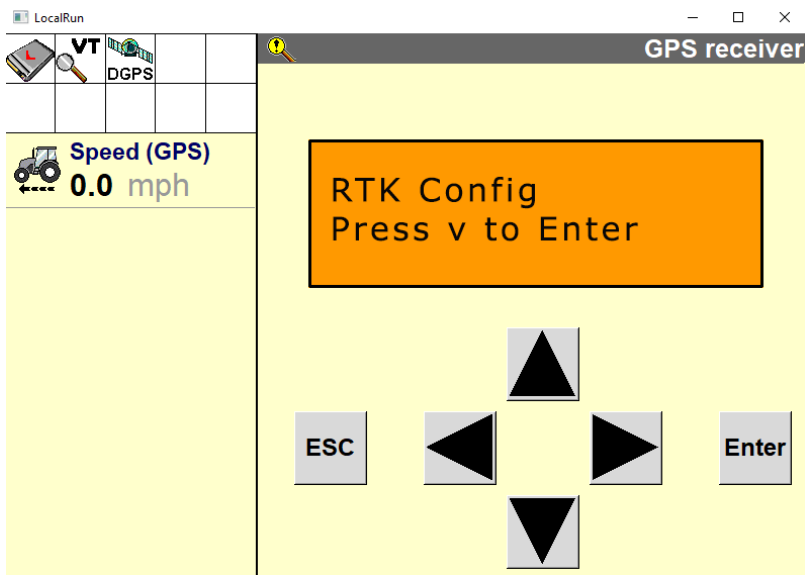 LocalRun
VT
L
DGPS
GPS receiver
Speed (GPS)
0.0 mph
RTK Config
Press v to Enter
ESC
Enter